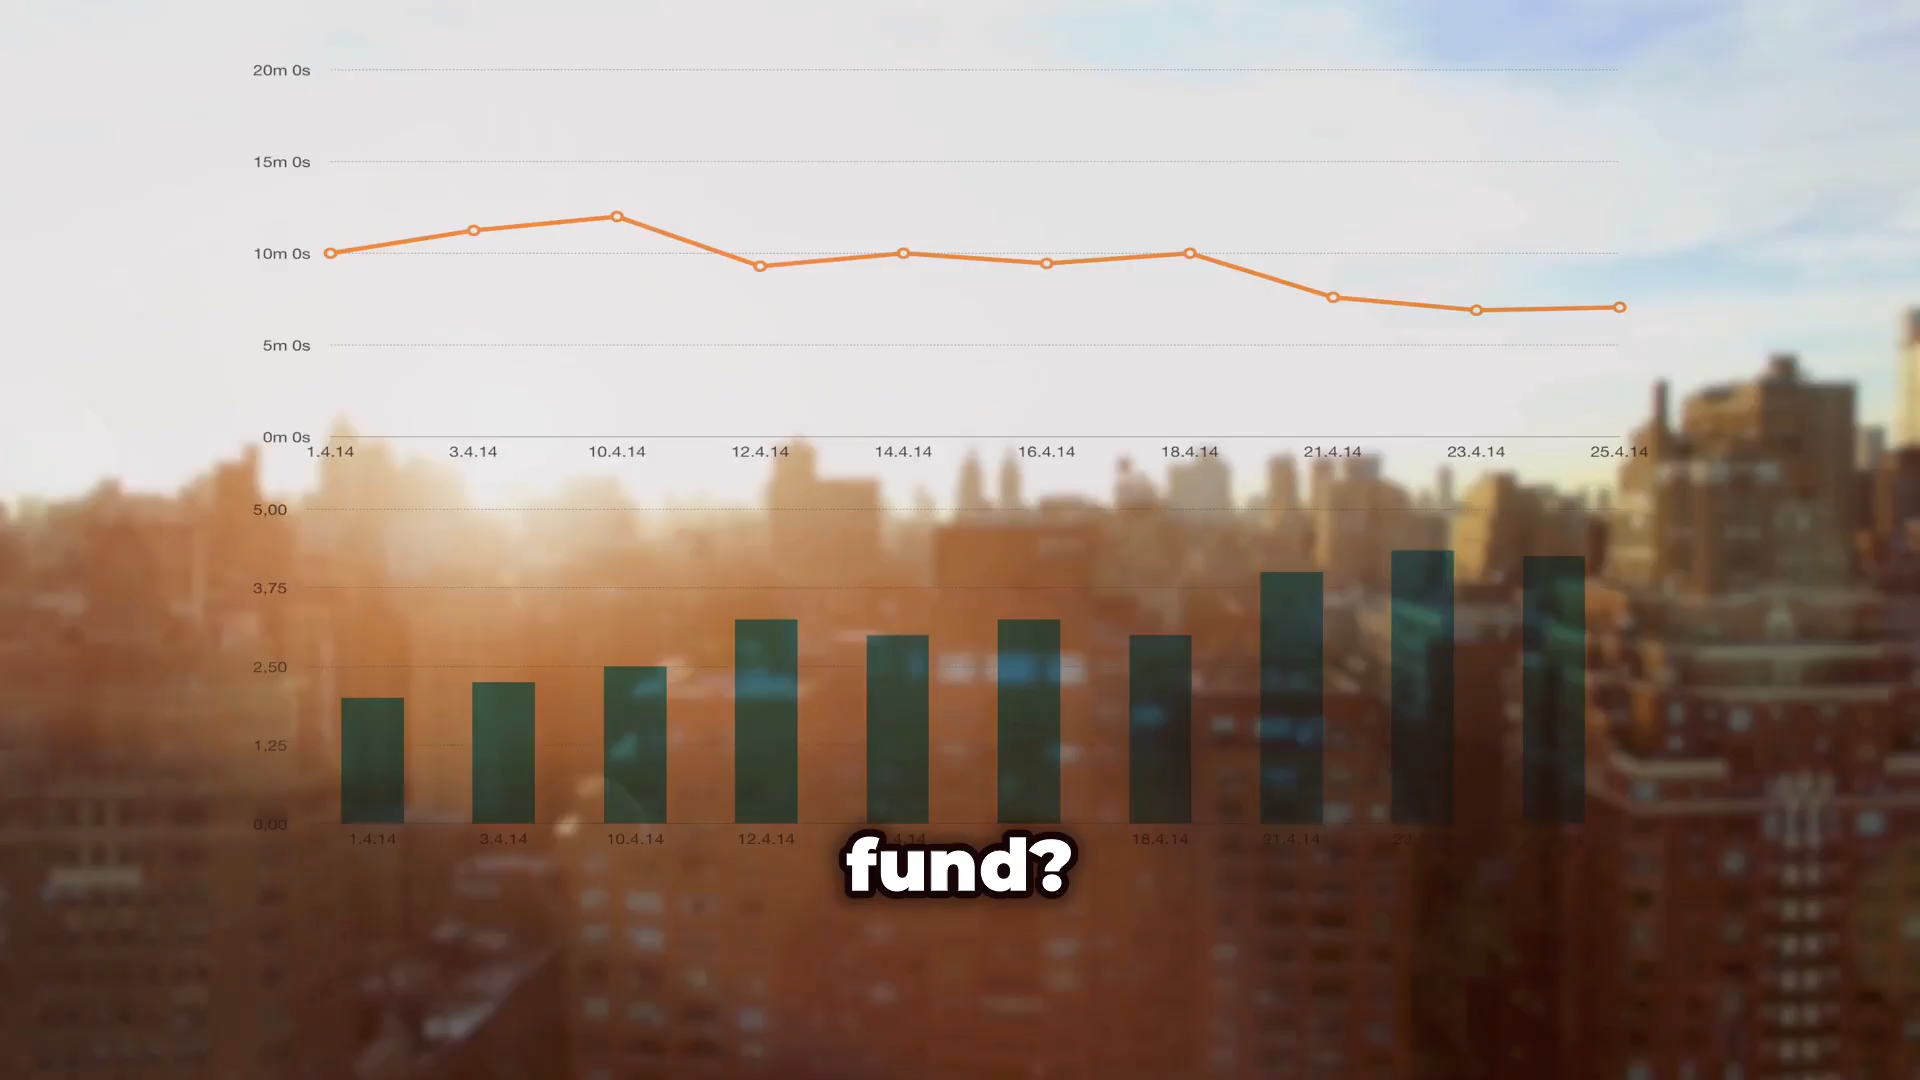 20m 0s
15m 0s
10m 0s
5m 0s
0m 0s
1.4.14 3.4.14 10.4.14 12.4.14 14.4.14 16.4.14 18.4.14 21.4.14 23.4.14 25.4.14
5,00
3,75
2,50
1,25
0,00
1.4.14 3.4.14 10.4.14 12.4.14 18.4.14 21.4.14
fund?